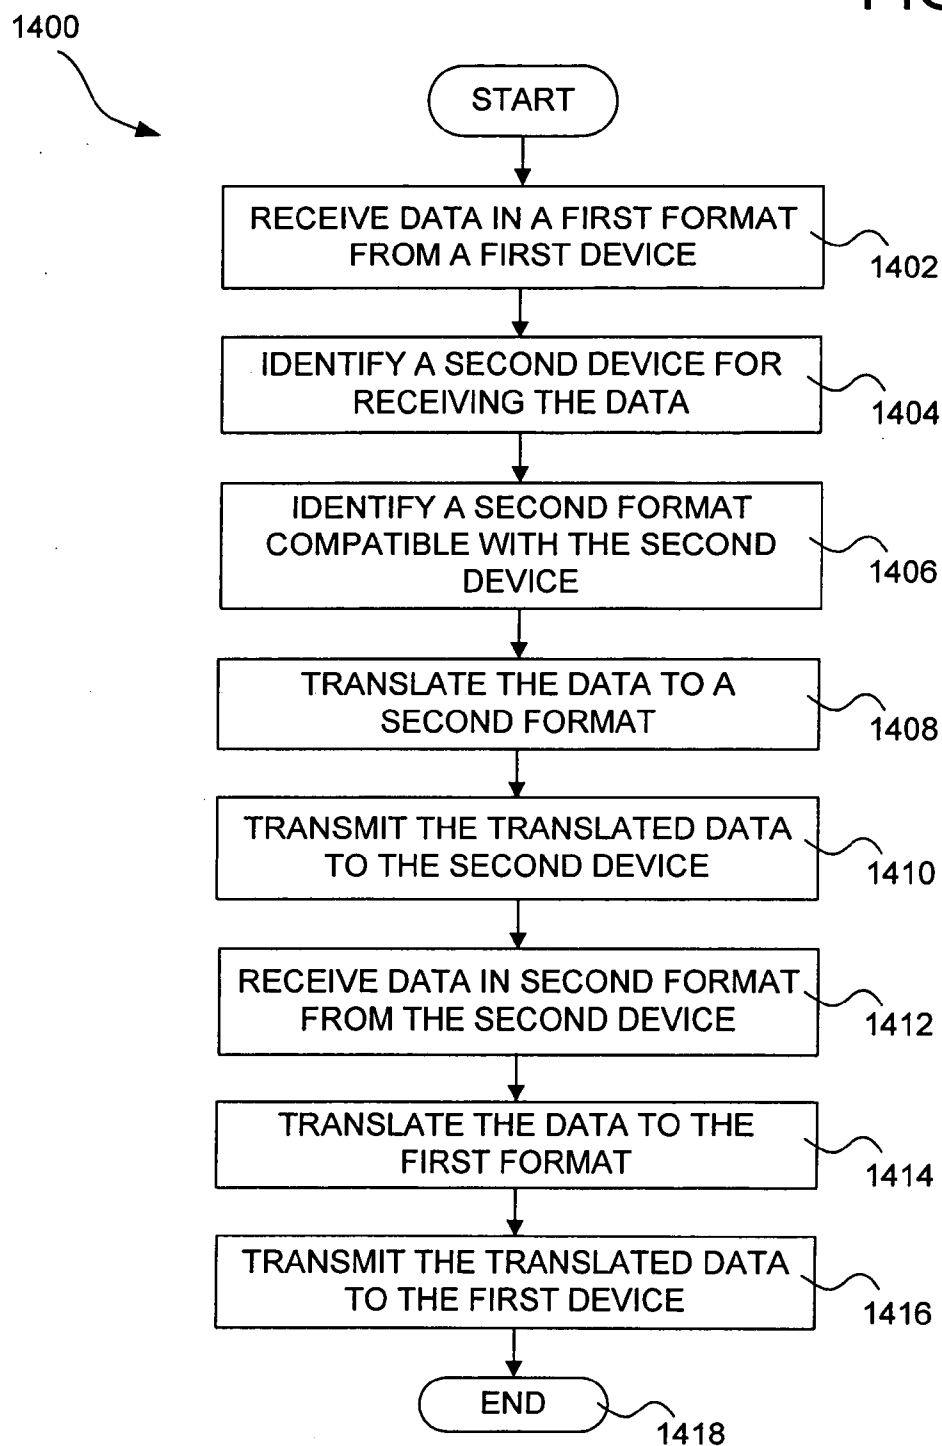 1400
START
RECEIVE DATA IN A FIRST FORMAT
FROM A FIRST DEVICE
1402
IDENTIFY A SECOND DEVICE FOR
RECEIVING THE DATA
1404
IDENTIFY A SECOND FORMAT
COMPATIBLE WITH THE SECOND
DEVICE
1406
TRANSLATE THE DATA TO A
SECOND FORMAT
1408
TRANSMIT THE TRANSLATED DATA
TO THE SECOND DEVICE
1410
RECEIVE DATA IN SECOND FORMAT
FROM THE SECOND DEVICE
1412
TRANSLATE THE DATA TO THE
FIRST FORMAT
1414
TRANSMIT THE TRANSLATED DATA
TO THE FIRST DEVICE
1416
END
1418